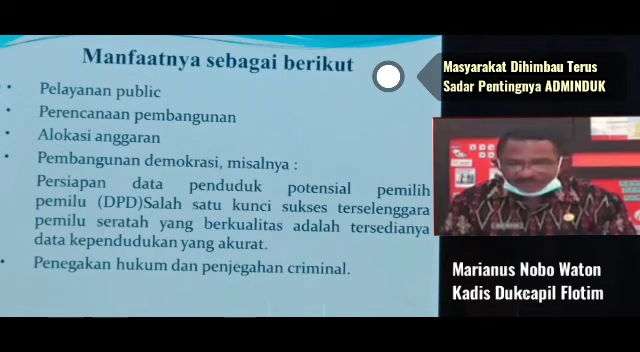 Manfaatnya sebagai berikut
• Pelayanan public
• Perencanaan pembangunan
• Alokasi anggaran
• Pembangunan demokrasi, misalnya :
Persiapan data penduduk potensial pemilih
pemilu (DPD)Salah satu kunci sukses terselenggara
pemilu seratah yang berkualitas adalah tersedianya
data kependudukan yang akurat.
• Penegakan hukum dan penjegahan criminal.
Masyarakat Dihimbau Terus
Sadar Pentingnya ADMINDUK
Marianus Nobo Waton
Kadis Dukcapil Flotim